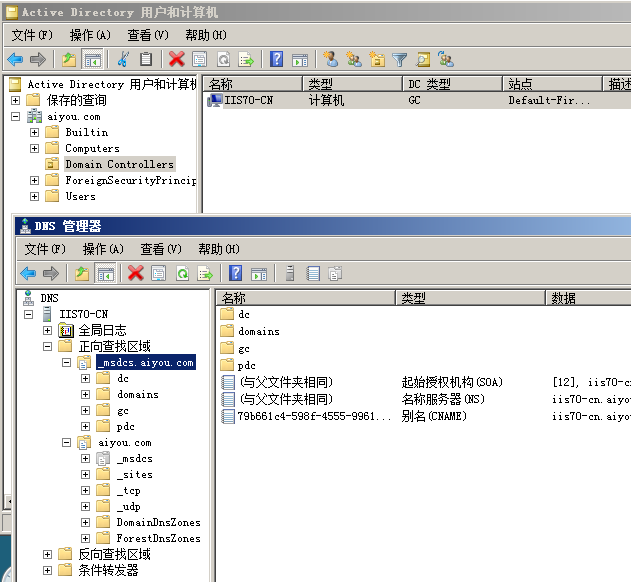 Active Directory 用户和计算机
文件(F) 操作(A) 查看(V) 帮助(H)
Active Directory 用户和计算机
保存的查询
aiyou.com
Builtin
Computers
Domain Controllers
ForeignSecurityPrincip
Users
名称 类型 DC 类型 站点 描述
IIS70-CN 计算机 GC Default-Fir...
DNS 管理器
文件(F) 操作(A) 查看(V) 帮助(H)
DNS
IIS70-CN
全局日志
正向查找区域
_msdcs.aiyou.com
dc
domains
gc
pdc
aiyou.com
_msdcs
_sites
_tcp
_udp
DomainDnsZones
ForestDnsZones
反向查找区域
条件转发器
名称 类型 数据
dc
domains
gc
pdc
(与父文件夹相同) 起始授权机构(SOA) [12], iis70-c
(与父文件夹相同) 名称服务器(NS) iis70-cn.aiyo
79b661c4-598f-4555-9961... 别名(CNAME) iis70-cn.aiyo